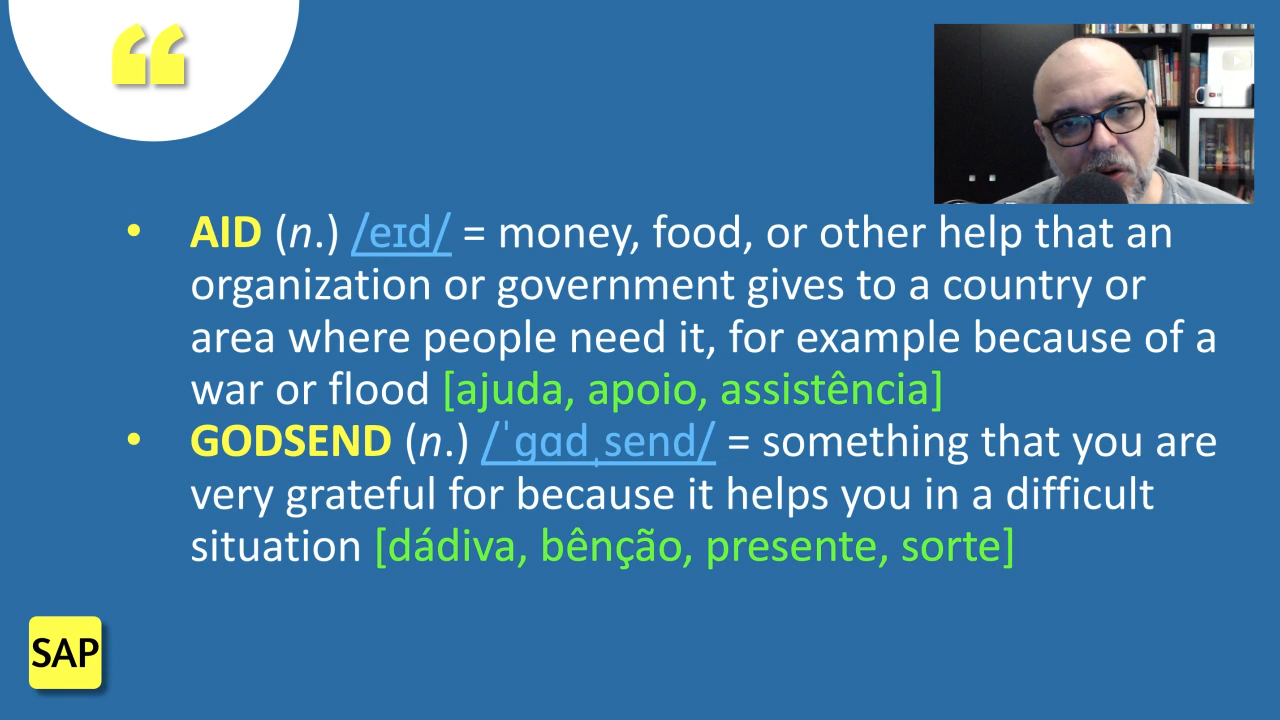 “
• AID (n.) /eɪd/ = money, food, or other help that an
organization or government gives to a country or
area where people need it, for example because of a
war or flood [ajuda, apoio, assistência]
• GODSEND (n.) /ˈɡɑdˌsend/ = something that you are
very grateful for because it helps you in a difficult
situation [dádiva, bênção, presente, sorte]
SAP